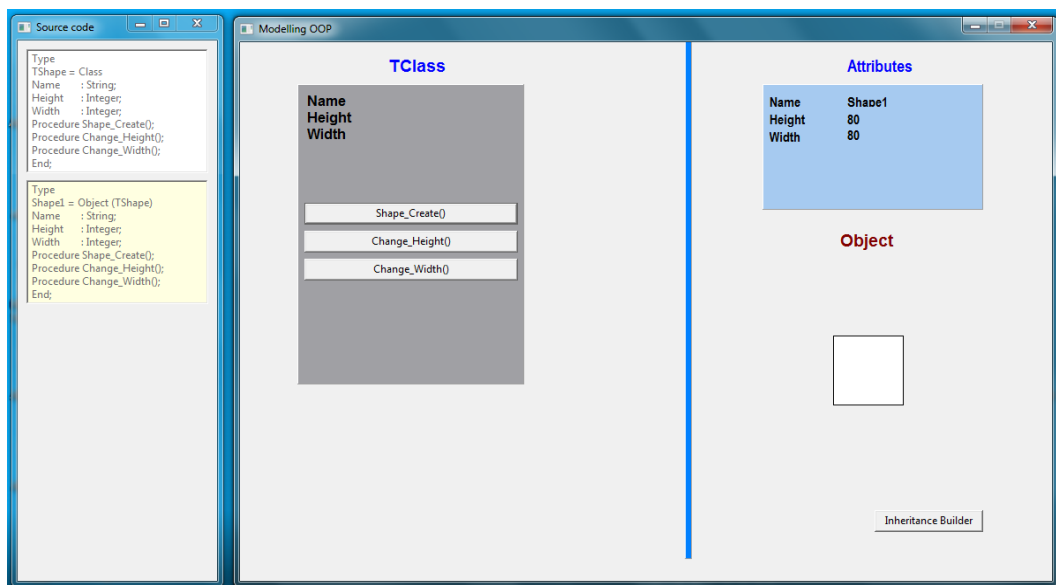 Source code
Type
TShape = Class
Name : String;
Height : Integer;
Width : Integer;
Procedure Shape_Create();
Procedure Change_Height();
Procedure Change_Width();
End;
Type
Shape1 = Object (TShape)
Name : String;
Height : Integer;
Width : Integer;
Procedure Shape_Create();
Procedure Change_Height();
Procedure Change_Width();
End;
Modelling OOP
TClass
Name
Height
Width
Shape_Create()
Change_Height()
Change_Width()
Attributes
Name Shape1
Height 80
Width 80
Object
Inheritance Builder